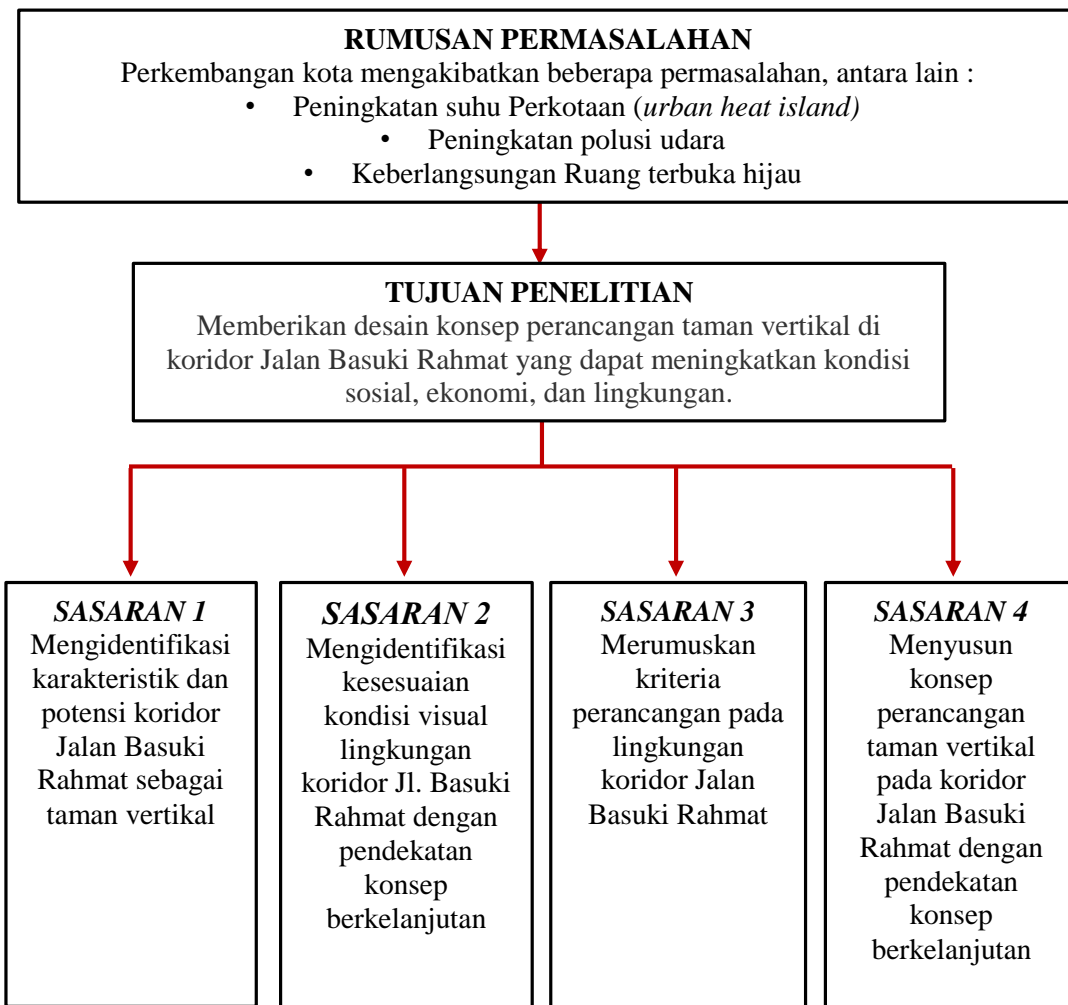 RUMUSAN PERMASALAHAN
Perkembangan kota mengakibatkan beberapa permasalahan, antara lain :
• Peningkatan suhu Perkotaan (urban heat island)
• Peningkatan polusi udara
• Keberlangsungan Ruang terbuka hijau
TUJUAN PENELITIAN
Memberikan desain konsep perancangan taman vertikal di
koridor Jalan Basuki Rahmat yang dapat meningkatkan kondisi
sosial, ekonomi, dan lingkungan.
SASARAN 1
Mengidentifikasi
karakteristik dan
potensi koridor
Jalan Basuki
Rahmat sebagai
taman vertikal
SASARAN 2
Mengidentifikasi
kesesuaian
kondisi visual
lingkungan
koridor Jl. Basuki
Rahmat dengan
pendekatan
konsep
berkelanjutan
SASARAN 3
Merumuskan
kriteria
perancangan pada
lingkungan
koridor Jalan
Basuki Rahmat
SASARAN 4
Menyusun
konsep
perancangan
taman vertikal
pada koridor
Jalan Basuki
Rahmat dengan
pendekatan
konsep
berkelanjutan